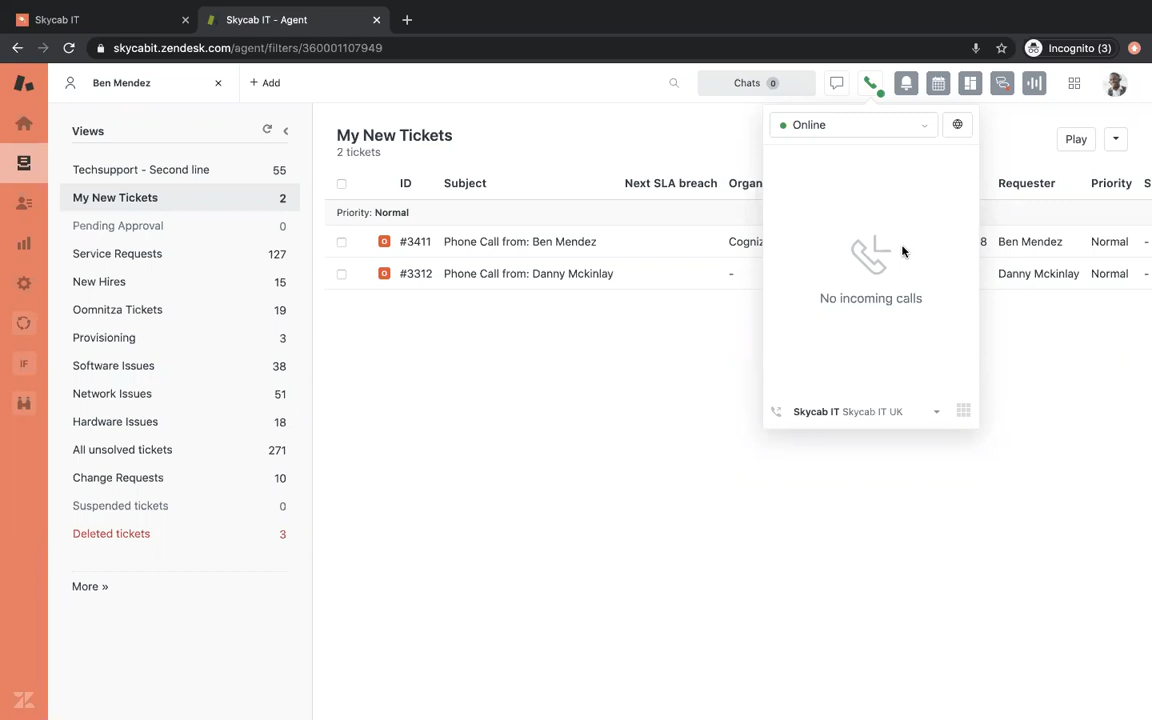 Skycab IT
Skycab IT - Agent
skycabit.zendesk.com/agent/filters/360001107949
Incognito (3)
Ben Mendez
+ Add
Chats 0
Views
Techsupport - Second line 55
My New Tickets 2
Pending Approval 0
Service Requests 127
New Hires 15
Oomnitza Tickets 19
Provisioning 3
Software Issues 38
Network Issues 51
Hardware Issues 18
All unsolved tickets 271
Change Requests 10
Suspended tickets 0
Deleted tickets 3
More »
IF
My New Tickets
2 tickets
Play
ID Subject Next SLA breach Organ Requester Priority S
Priority: Normal
O #3411 Phone Call from: Ben Mendez Cogniz 8 Ben Mendez Normal -
O #3312 Phone Call from: Danny Mckinlay - Danny Mckinlay Normal -
Online
No incoming calls
Skycab IT Skycab IT UK